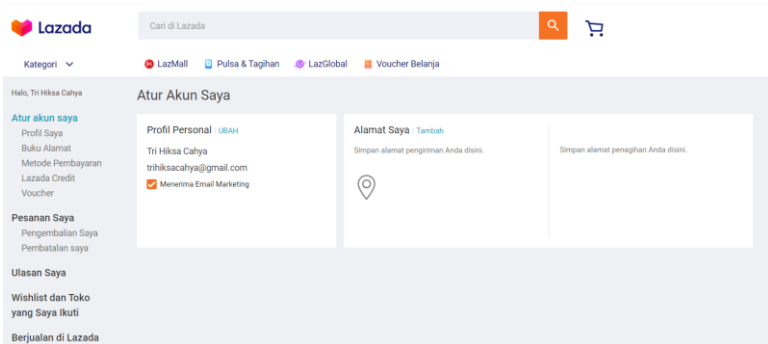 Lazada
Cari di Lazada
Kategori
LazMall
Pulsa & Tagihan
LazGlobal
Voucher Belanja
Halo, Tri Hiksa Cahya
Atur akun saya
Profil Saya
Buku Alamat
Metode Pembayaran
Lazada Credit
Voucher
Pesanan Saya
Pengembalian Saya
Pembatalan saya
Ulasan Saya
Wishlist dan Toko
yang Saya Ikuti
Berjualan di Lazada
Atur Akun Saya
Profil Personal | UBAH
Tri Hiksa Cahya
trihiksacahya@gmail.com
Menerima Email Marketing
Alamat Saya | Tambah
Simpan alamat pengiriman Anda disini.
Simpan alamat penagihan Anda disini.